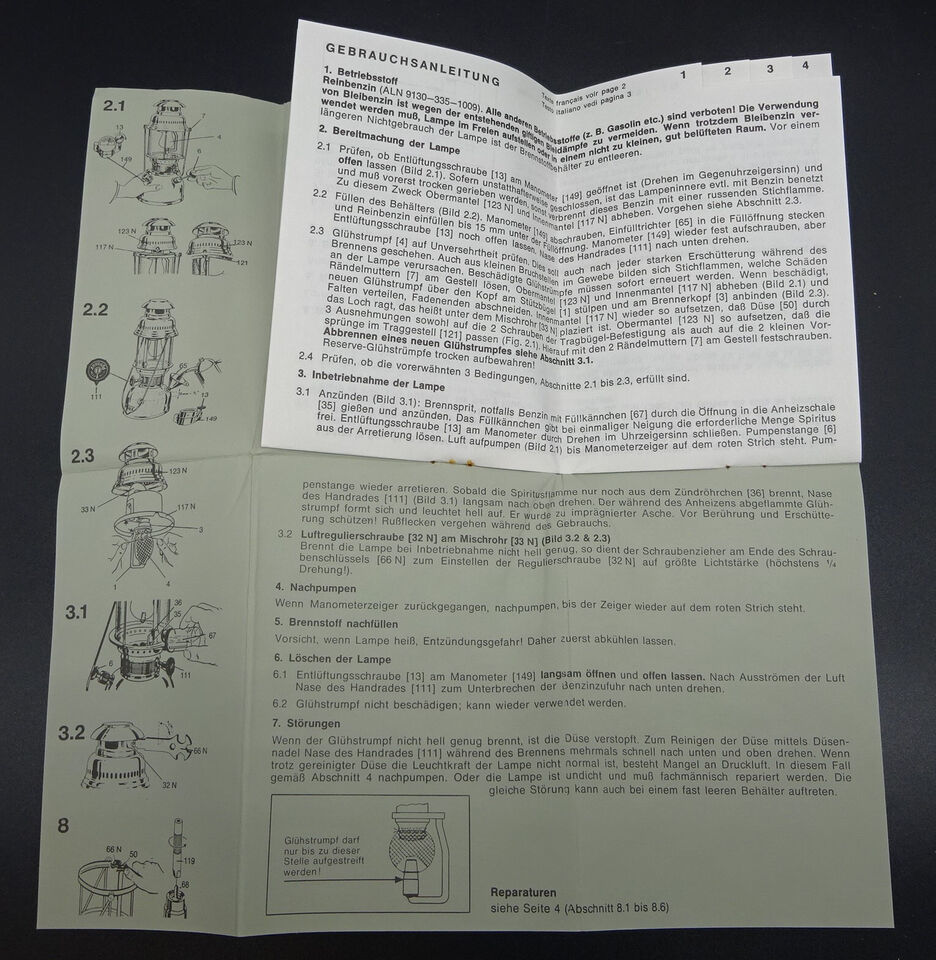 GEBRAUCHSANLEITUNG
Texte français voir page 2
Testo italiano vedi pagina 3
1 2 3 4
1. Betriebsstoff
Reinbenzin (ALN 9130—335—1009). Alle anderen Betriebsstoffe (z. B. Gasolin etc.) sind verboten! Die Verwendung
von Bleibenzin ist wegen der entstehenden giftigen Bleidämpfe zu vermeiden. Wenn trotzdem Bleibenzin ver-
wendet werden muß, Lampe im Freien aufstellen oder in einem nicht zu kleinen, gut belüfteten Raum. Vor einem
längeren Nichtgebrauch der Lampe ist der Brennstoffbehälter zu entleeren.
2. Bereitmachung der Lampe
2.1 Prüfen, ob Entlüftungsschraube [13] am Manometer [149] geöffnet ist (Drehen im Gegenuhrzeigersinn) und
offen lassen (Bild 2.1). Sofern unstatthafterweise geschlossen, ist das Lampeninnere evtl. mit Benzin benetzt
und muß vorerst trocken gerieben werden, sonst verbrennt dieses Benzin mit einer russenden Stichflamme.
Zu diesem Zweck Obermantel [123 N] und Innenmantel [117 N] abheben. Vorgehen siehe Abschnitt 2.3.
2.2 Füllen des Behälters (Bild 2.2). Manometer [149] abschrauben, Einfülltrichter [65] in die Füllöffnung stecken
und Reinbenzin einfüllen bis 15 mm unter der Füllöffnung. Manometer [149] wieder fest aufschrauben, aber
Entlüftungsschraube [13] noch offen lassen. Nase des Handrades [111] nach unten drehen.
2.3 Glühstrumpf [4] auf Unversehrtheit prüfen. Dies soll auch nach jeder starken Erschütterung während des
Brennens geschehen. Auch aus kleinen Bruchstellen im Gewebe bilden sich Stichflammen, welche Schäden
an der Lampe verursachen. Beschädigte Glühstrümpfe müssen sofort erneuert werden. Wenn beschädigt,
Rändelmuttern [7] am Gestell lösen, Obermantel [123 N] und Innenmantel [117 N] abheben (Bild 2.1) und
neuen Glühstrumpf über den Kopf am Stützbügel [1] stülpen und am Brennerkopf [3] anbinden (Bild 2.3).
Falten verteilen, Fadenenden abschneiden. Innenmantel [117 N] wieder so aufsetzen, daß Düse [50] durch
das Loch ragt, das heißt unter dem Mischrohr [33 N] plaziert ist. Obermantel [123 N] so aufsetzen, daß die
3 Ausnehmungen sowohl auf die 2 Schrauben der Tragbügel-Befestigung als auch auf die 2 kleinen Vor-
sprünge im Traggestell [121] passen (Fig. 2.1). Hierauf mit den 2 Rändelmuttern [7] am Gestell festschrauben.
Abbrennen eines neuen Glühstrumpfes siehe Abschnitt 3.1.
Reserve-Glühstrümpfe trocken aufbewahren!
2.4 Prüfen, ob die vorerwähnten 3 Bedingungen, Abschnitte 2.1 bis 2.3, erfüllt sind.
3. Inbetriebnahme der Lampe
3.1 Anzünden (Bild 3.1): Brennsprit, notfalls Benzin mit Füllkännchen [67] durch die Öffnung in die Anheizschale
[35] gießen und anzünden. Das Füllkännchen gibt bei einmaliger Neigung die erforderliche Menge Spiritus
frei. Entlüftungsschraube [13] am Manometer durch Drehen im Uhrzeigersinn schließen. Pumpenstange [6]
aus der Arretierung lösen. Luft aufpumpen (Bild 2.1) bis Manometerzeiger auf dem roten Strich steht. Pum-
penstange wieder arretieren. Sobald die Spiritusflamme nur noch aus dem Zündröhrchen [36] brennt, Nase
des Handrades [111] (Bild 3.1) langsam nach oben drehen. Der während des Anheizens abgeflammte Glüh-
strumpf formt sich und leuchtet hell auf. Er wurde zu imprägnierter Asche. Vor Berührung und Erschütte-
rung schützen! Rußflecken vergehen während des Gebrauchs.
3.2 Luftregulierschraube [32 N] am Mischrohr [33 N] (Bild 3.2 & 2.3)
Brennt die Lampe bei Inbetriebnahme nicht hell genug, so dient der Schraubenzieher am Ende des Schrau-
benschlüssels [66 N] zum Einstellen der Regulierschraube [32 N] auf größte Lichtstärke (höchstens ¼
Drehung!).
4. Nachpumpen
Wenn Manometerzeiger zurückgegangen, nachpumpen, bis der Zeiger wieder auf dem roten Strich steht.
5. Brennstoff nachfüllen
Vorsicht, wenn Lampe heiß, Entzündungsgefahr! Daher zuerst abkühlen lassen.
6. Löschen der Lampe
6.1 Entlüftungsschraube [13] am Manometer [149] langsam öffnen und offen lassen. Nach Ausströmen der Luft
Nase des Handrades [111] zum Unterbrechen der Benzinzufuhr nach unten drehen.
6.2 Glühstrumpf nicht beschädigen; kann wieder verwendet werden.
7. Störungen
Wenn der Glühstrumpf nicht hell genug brennt, ist die Düse verstopft. Zum Reinigen der Düse mittels Düsen-
nadel Nase des Handrades [111] während des Brennens mehrmals schnell nach unten und oben drehen. Wenn
trotz gereinigter Düse die Leuchtkraft der Lampe nicht normal ist, besteht Mangel an Druckluft. In diesem Fall
gemäß Abschnitt 4 nachpumpen. Oder die Lampe ist undicht und muß fachmännisch repariert werden. Die
gleiche Störung kann auch bei einem fast leeren Behälter auftreten.
Glühstrumpf darf
nur bis zu dieser
Stelle aufgestreift
werden!
Reparaturen
siehe Seite 4 (Abschnitt 8.1 bis 8.6)
2.1
13
7
4
149
6
123 N
117 N
123 N
121
2.2
65
13
111
149
2.3
123 N
33 N
117 N
3
1
4
3.1
36
35
67
6
111
3.2
66 N
32 N
8
66 N
50
119
68